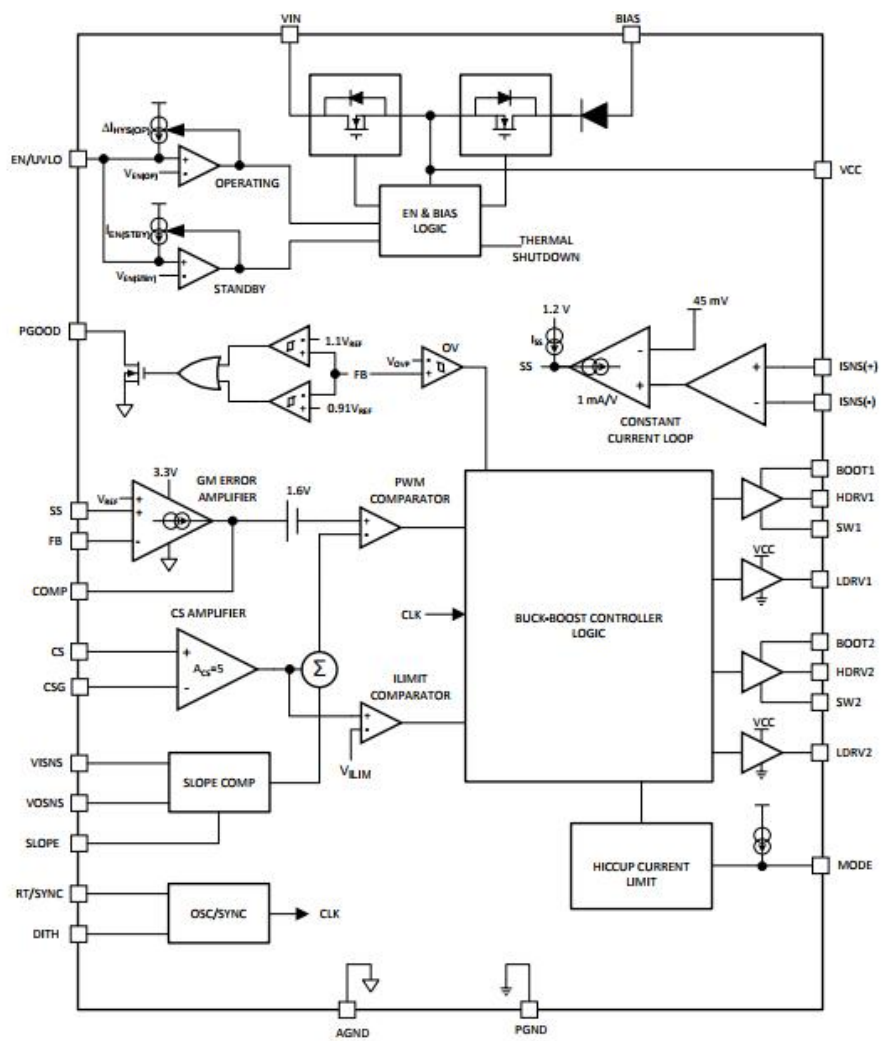 VIN
BIAS
ΔIHYS(OP)
EN/UVLO
+
VEN(OP)
-
OPERATING
VCC
EN & BIAS
LOGIC
IEN(STBY)
+
VEN(STBY)
-
STANDBY
THERMAL
SHUTDOWN
PGOOD
1.1VREF
-
+
FB
-
+
0.91VREF
OV
VOVP
-
+
1.2 V
ISS
SS
45 mV
-
+
1 mA/V
CONSTANT
CURRENT LOOP
+
-
ISNS(+)
ISNS(-)
3.3V
GM ERROR
AMPLIFIER
1.6V
PWM
COMPARATOR
SS
VREF
+
+
FB
-
COMP
+
-
BOOT1
HDRV1
SW1
VCC
LDRV1
CLK
BUCK-BOOST CONTROLLER
LOGIC
CS AMPLIFIER
CS
+
ACS=5
CSG
-
Σ
ILIMIT
COMPARATOR
+
-
VILIM
BOOT2
HDRV2
SW2
VCC
LDRV2
VISNS
SLOPE COMP
VOSNS
SLOPE
HICCUP CURRENT
LIMIT
MODE
RT/SYNC
OSC/SYNC
CLK
DITH
AGND
PGND